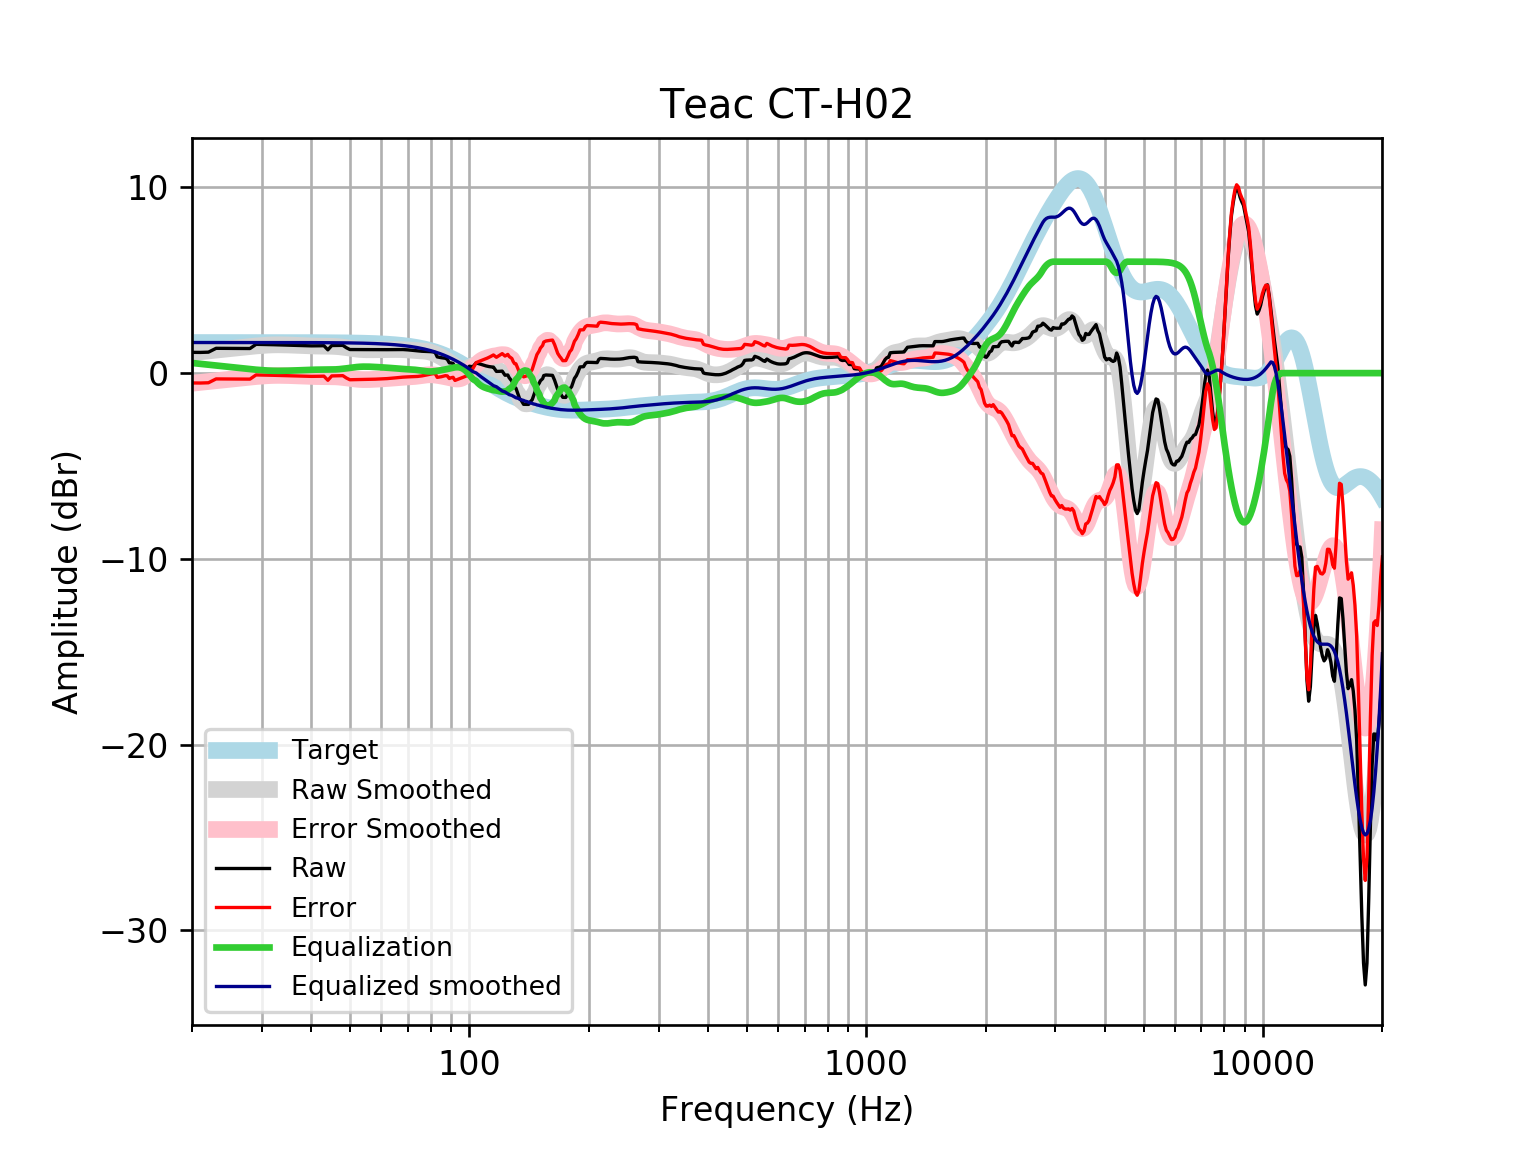 Teac CT-H02
10
0
−10
−20
−30
Amplitude (dBr)
Target
Raw Smoothed
Error Smoothed
Raw
Error
Equalization
Equalized smoothed
100
1000
10000
Frequency (Hz)